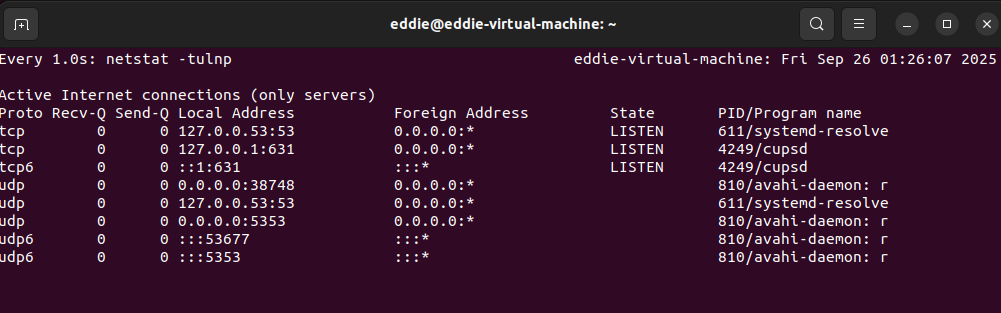 eddie@eddie-virtual-machine: ~
Every 1.0s: netstat -tulnp eddie-virtual-machine: Fri Sep 26 01:26:07 2025
Active Internet connections (only servers)
Proto Recv-Q Send-Q Local Address Foreign Address State PID/Program name
tcp 0 0 127.0.0.53:53 0.0.0.0:* LISTEN 611/systemd-resolve
tcp 0 0 127.0.0.1:631 0.0.0.0:* LISTEN 4249/cupsd
tcp6 0 0 ::1:631 :::* LISTEN 4249/cupsd
udp 0 0 0.0.0.0:38748 0.0.0.0:* 810/avahi-daemon: r
udp 0 0 127.0.0.53:53 0.0.0.0:* 611/systemd-resolve
udp 0 0 0.0.0.0:5353 0.0.0.0:* 810/avahi-daemon: r
udp6 0 0 :::53677 :::* 810/avahi-daemon: r
udp6 0 0 :::5353 :::* 810/avahi-daemon: r